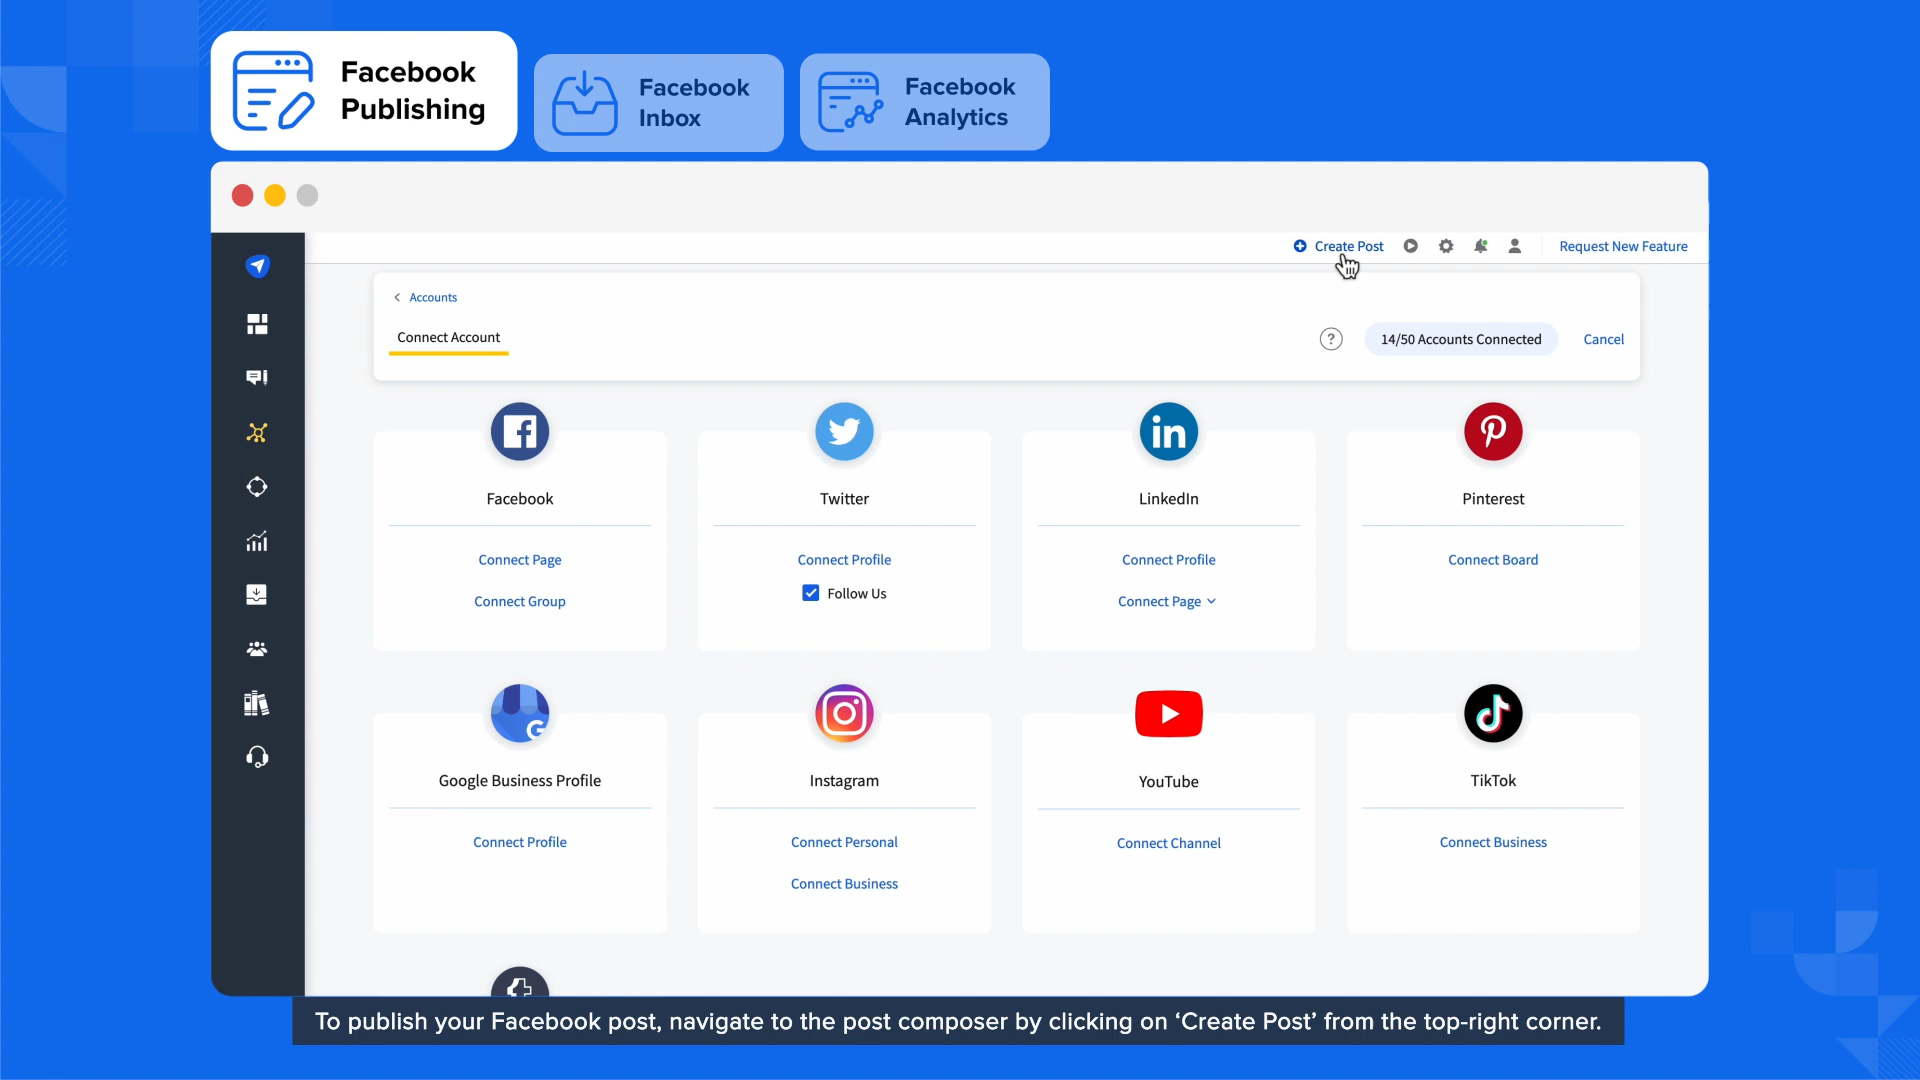 Facebook
Publishing
Facebook
Inbox
Facebook
Analytics
Create Post
Request New Feature
Accounts
Connect Account
?
14/50 Accounts Connected
Cancel
Facebook
Twitter
LinkedIn
Pinterest
Connect Page
Connect Profile
Connect Profile
Connect Board
Connect Group
Follow Us
Connect Page
Google Business Profile
Instagram
YouTube
TikTok
Connect Profile
Connect Personal
Connect Channel
Connect Business
Connect Business
To publish your Facebook post, navigate to the post composer by clicking on ‘Create Post’ from the top-right corner.